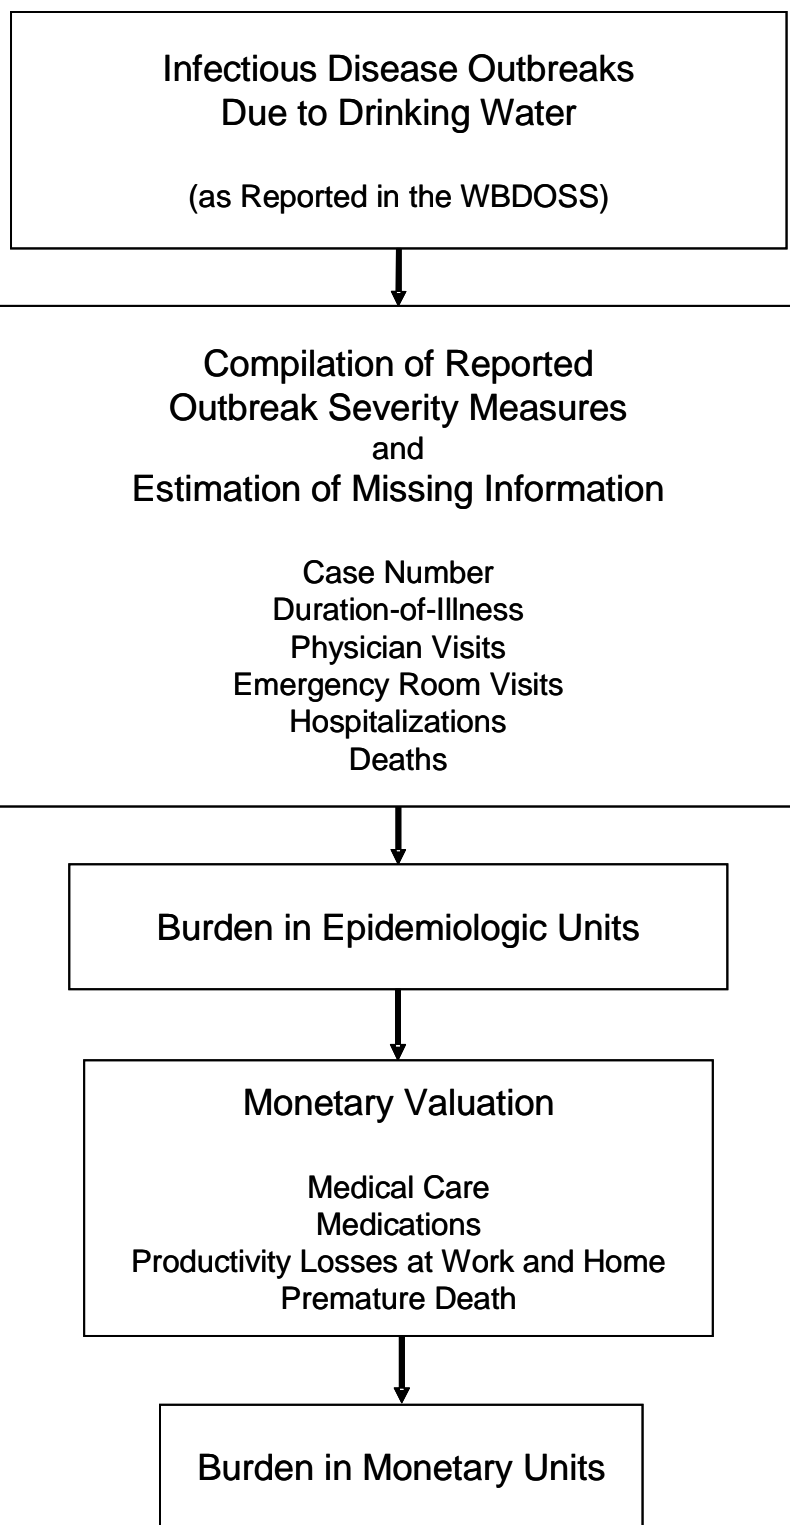 Infectious Disease Outbreaks
Due to Drinking Water
(as Reported in the WBDOSS)
Compilation of Reported
Outbreak Severity Measures
and
Estimation of Missing Information
Case Number
Duration-of-Illness
Physician Visits
Emergency Room Visits
Hospitalizations
Deaths
Burden in Epidemiologic Units
Monetary Valuation
Medical Care
Medications
Productivity Losses at Work and Home
Premature Death
Burden in Monetary Units